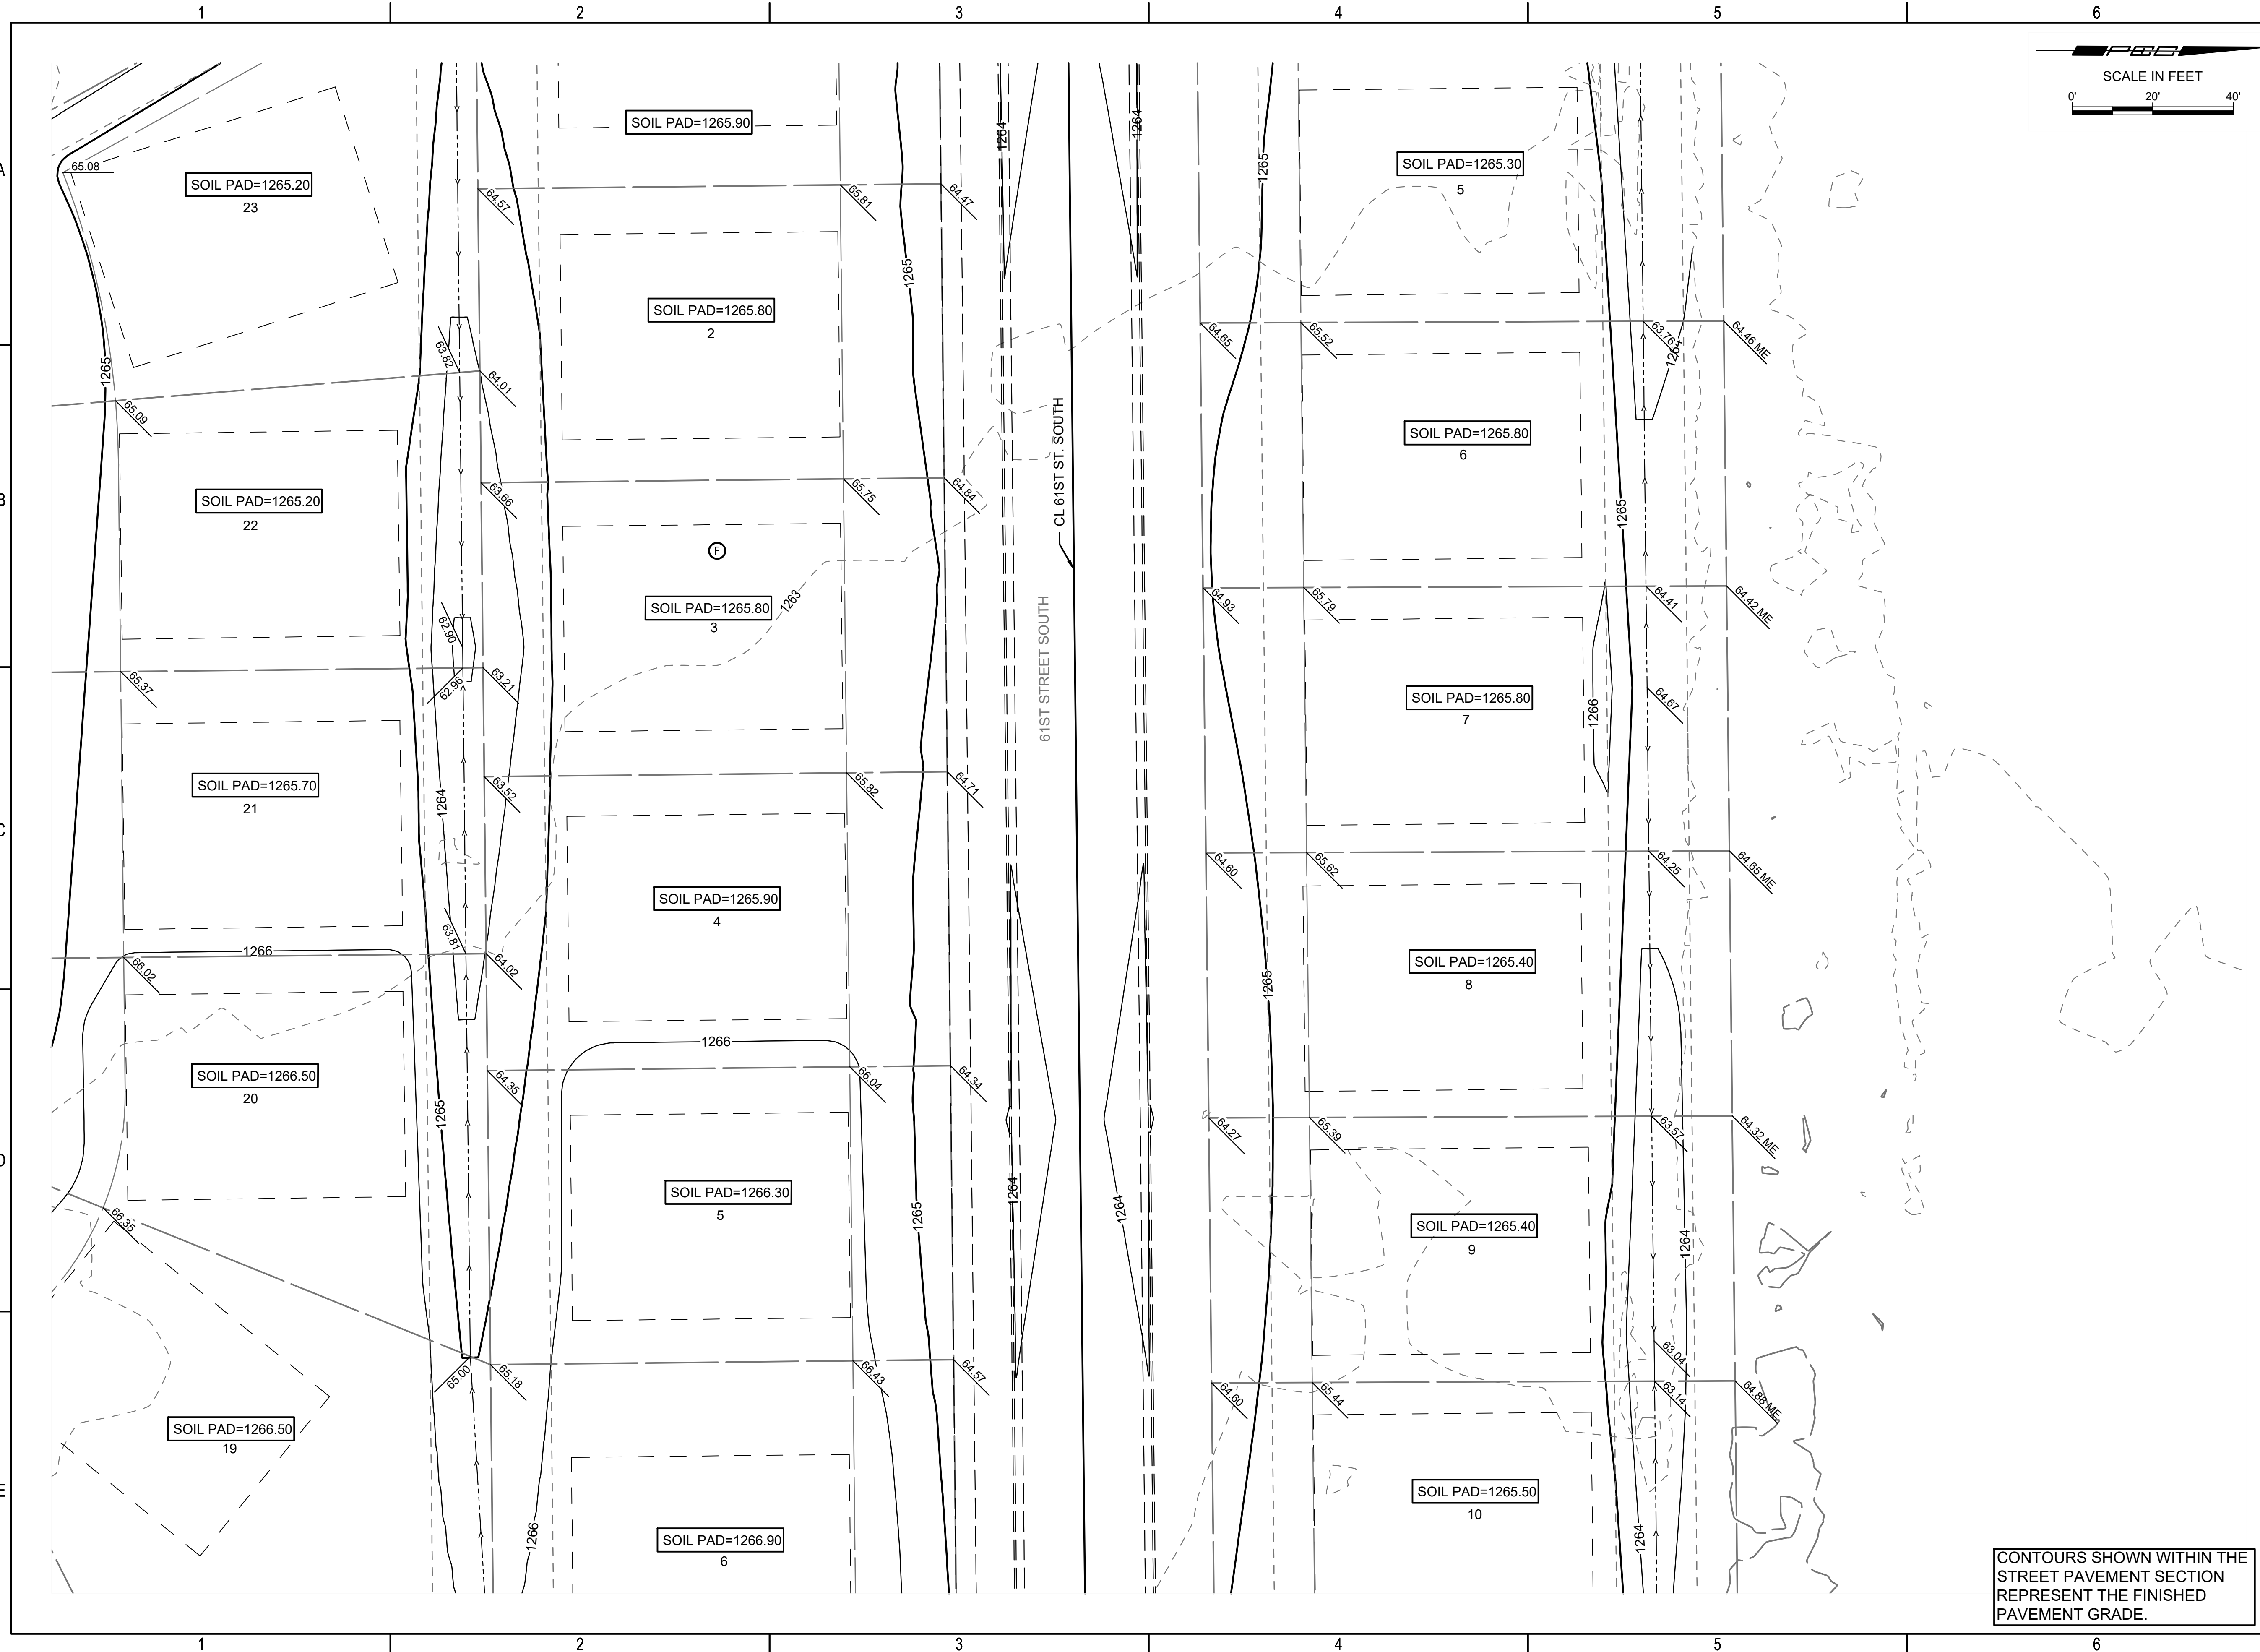 1
2
3
4
5
6
SCALE IN FEET
0'
20'
40'
A
B
C
D
E
65.08
SOIL PAD=1265.20
23
1265
65.09
SOIL PAD=1265.20
22
65.37
SOIL PAD=1265.70
21
1266
66.02
SOIL PAD=1266.50
20
66.35
SOIL PAD=1266.50
19
63.82
64.01
63.66
62.90
62.96
63.21
1264
63.52
63.81
64.02
1265
64.35
65.00
65.18
1266
64.57
SOIL PAD=1265.90
65.81
64.47
SOIL PAD=1265.80
2
1265
65.75
64.84
F
SOIL PAD=1265.80
3
1263
65.82
64.71
SOIL PAD=1265.90
4
1266
66.04
64.34
SOIL PAD=1266.30
5
1265
66.43
64.57
SOIL PAD=1266.90
6
1264
1264
CL 61ST ST. SOUTH
61ST STREET SOUTH
1264
1264
1265
SOIL PAD=1265.30
5
64.65
65.52
63.76
1264
64.46 ME
SOIL PAD=1265.80
6
1265
64.93
65.79
64.41
64.42 ME
SOIL PAD=1265.80
7
1266
64.67
64.60
65.62
64.25
64.65 ME
1265
SOIL PAD=1265.40
8
64.27
65.39
63.57
64.32 ME
SOIL PAD=1265.40
9
1264
63.04
64.60
65.44
63.14
64.88 ME
SOIL PAD=1265.50
10
1264
CONTOURS SHOWN WITHIN THE
STREET PAVEMENT SECTION
REPRESENT THE FINISHED
PAVEMENT GRADE.
1
2
3
4
5
6